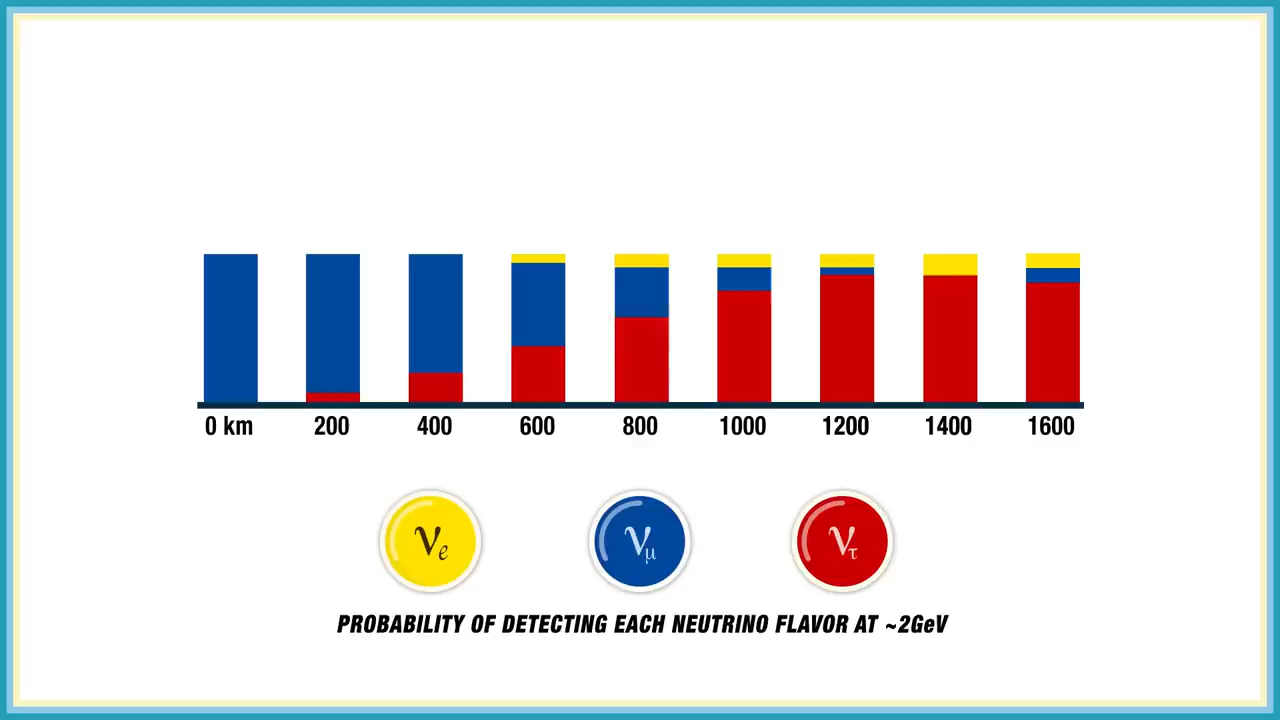 0 km 200 400 600 800 1000 1200 1400 1600
νe νμ ντ
PROBABILITY OF DETECTING EACH NEUTRINO FLAVOR AT ~2GeV